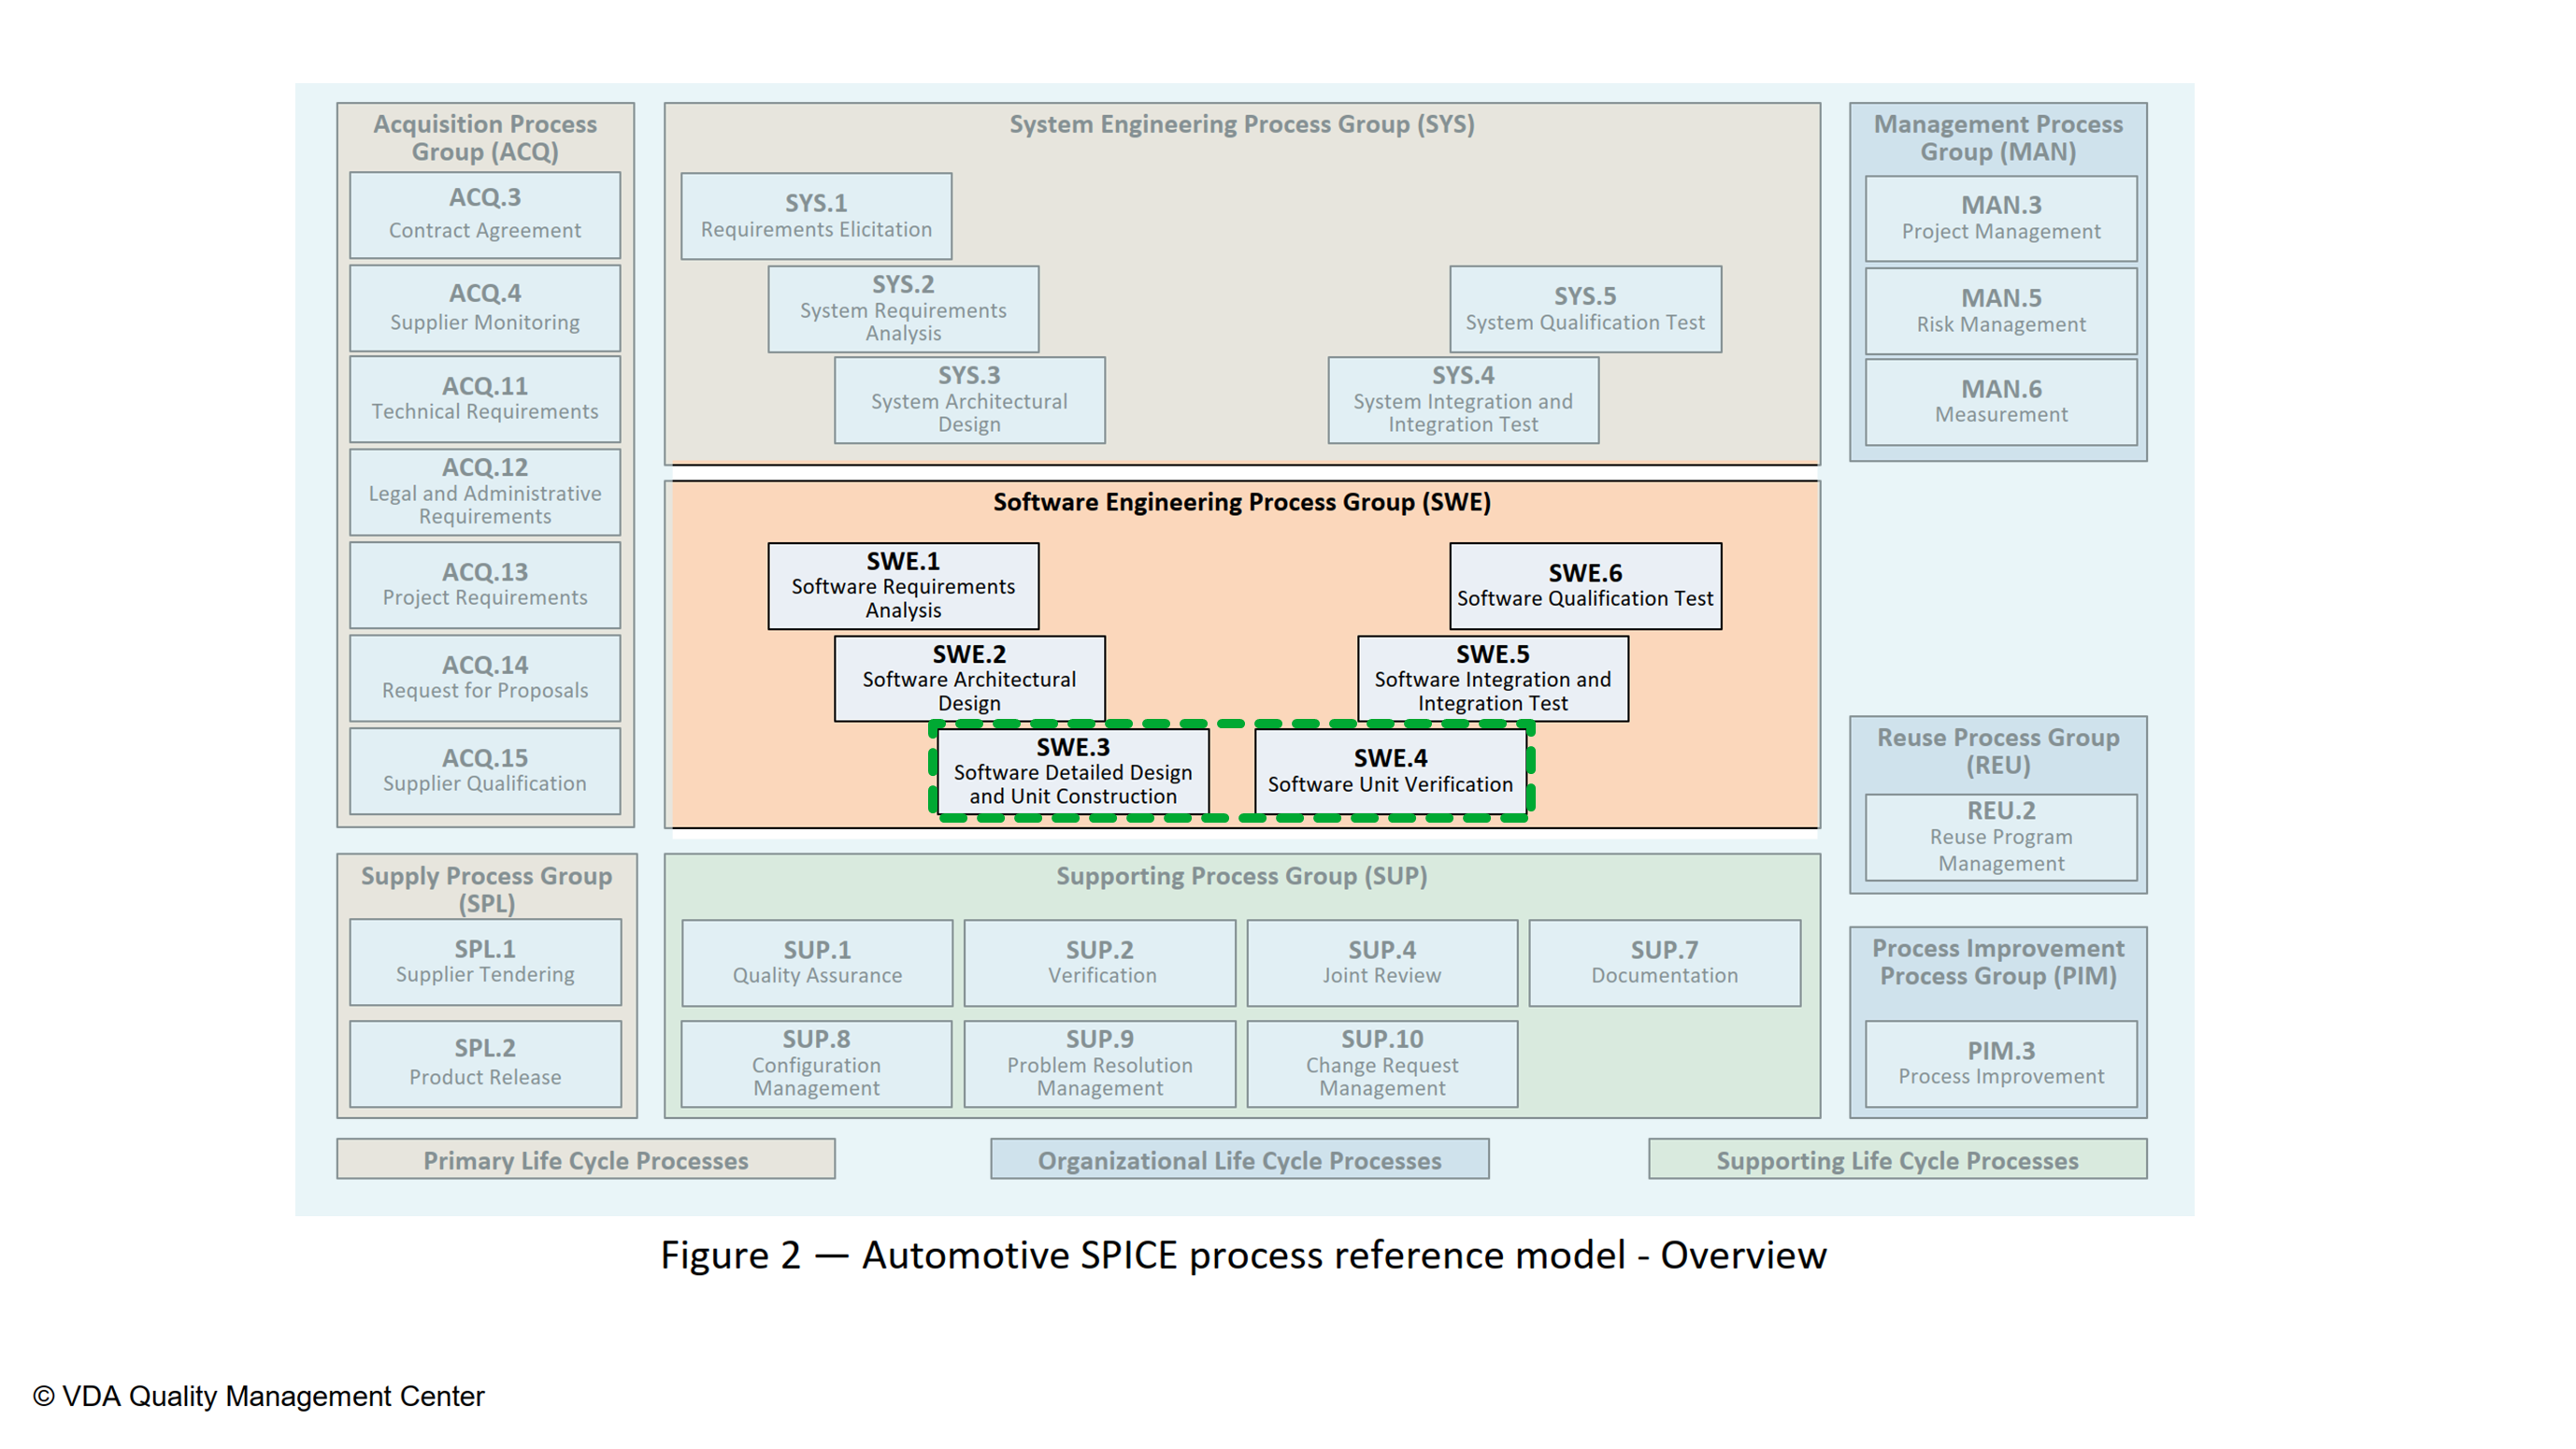 Acquisition Process
Group (ACQ)
ACQ.3
Contract Agreement
ACQ.4
Supplier Monitoring
ACQ.11
Technical Requirements
ACQ.12
Legal and Administrative
Requirements
ACQ.13
Project Requirements
ACQ.14
Request for Proposals
ACQ.15
Supplier Qualification
System Engineering Process Group (SYS)
SYS.1
Requirements Elicitation
SYS.2
System Requirements
Analysis
SYS.3
System Architectural
Design
SYS.5
System Qualification Test
SYS.4
System Integration and
Integration Test
Management Process
Group (MAN)
MAN.3
Project Management
MAN.5
Risk Management
MAN.6
Measurement
Software Engineering Process Group (SWE)
SWE.1
Software Requirements
Analysis
SWE.2
Software Architectural
Design
SWE.3
Software Detailed Design
and Unit Construction
SWE.6
Software Qualification Test
SWE.5
Software Integration and
Integration Test
SWE.4
Software Unit Verification
Reuse Process Group
(REU)
REU.2
Reuse Program
Management
Supply Process Group
(SPL)
SPL.1
Supplier Tendering
SPL.2
Product Release
Supporting Process Group (SUP)
SUP.1
Quality Assurance
SUP.2
Verification
SUP.4
Joint Review
SUP.7
Documentation
SUP.8
Configuration
Management
SUP.9
Problem Resolution
Management
SUP.10
Change Request
Management
Process Improvement
Process Group (PIM)
PIM.3
Process Improvement
Primary Life Cycle Processes
Organizational Life Cycle Processes
Supporting Life Cycle Processes
Figure 2 — Automotive SPICE process reference model - Overview
© VDA Quality Management Center